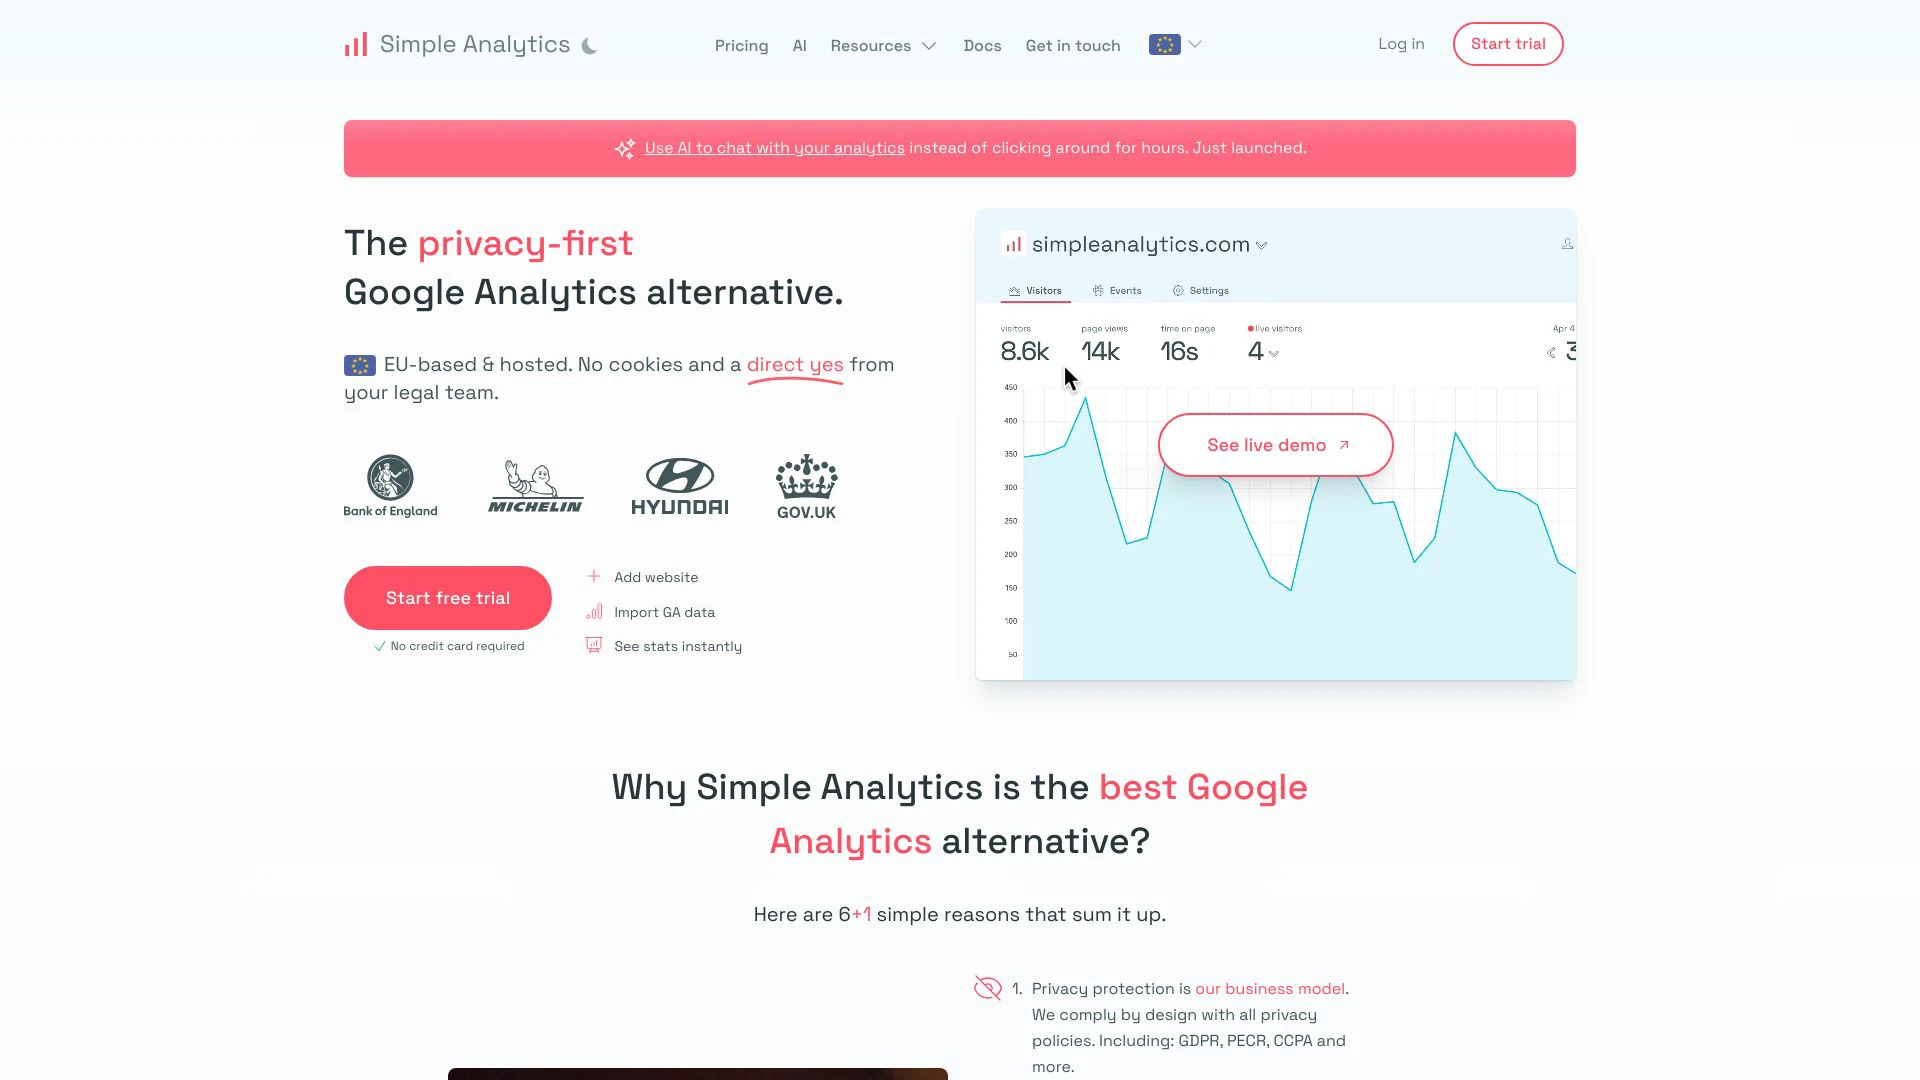 Simple Analytics
Pricing
AI
Resources
Docs
Get in touch
Log in
Start trial
Use AI to chat with your analytics instead of clicking around for hours. Just launched.
The privacy-first
Google Analytics alternative.
EU-based & hosted. No cookies and a direct yes from
your legal team.
Bank of England
MICHELIN
HYUNDAI
GOV.UK
Start free trial
No credit card required
Add website
Import GA data
See stats instantly
simpleanalytics.com
Visitors
Events
Settings
visitors
8.6k
page views
14k
time on page
16s
live visitors
4
Apr 4
3
450
400
350
300
250
200
150
100
50
See live demo
Why Simple Analytics is the best Google
Analytics alternative?
Here are 6+1 simple reasons that sum it up.
1. Privacy protection is our business model.
We comply by design with all privacy
policies. Including: GDPR, PECR, CCPA and
more.